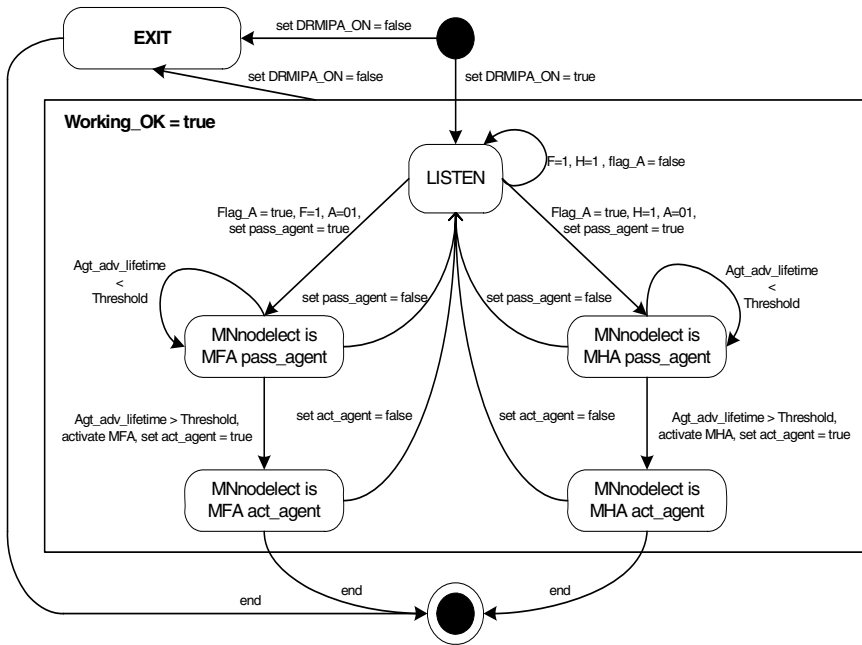 set DRMIPA_ON = false
EXIT
set DRMIPA_ON = false
set DRMIPA_ON = true
Working_OK = true
F=1, H=1 , flag_A = false
LISTEN
Flag_A = true, F=1, A=01,
set pass_agent = true
Flag_A = true, H=1, A=01,
set pass_agent = true
Agt_adv_lifetime
<
Threshold
Agt_adv_lifetime
<
Threshold
set pass_agent = false
set pass_agent = false
MNnodelect is
MFA pass_agent
MNnodelect is
MHA pass_agent
Agt_adv_lifetime > Threshold,
activate MFA, set act_agent = true
set act_agent = false
set act_agent = false
Agt_adv_lifetime > Threshold,
activate MHA, set act_agent = true
MNnodelect is
MFA act_agent
MNnodelect is
MHA act_agent
end
end
end